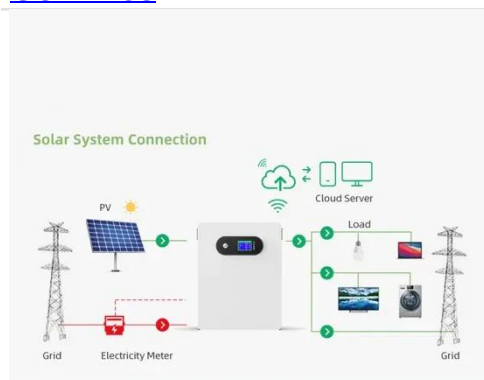 Solar System Connection
Cloud Server
PV
Load
Grid
Electricity Meter
Grid